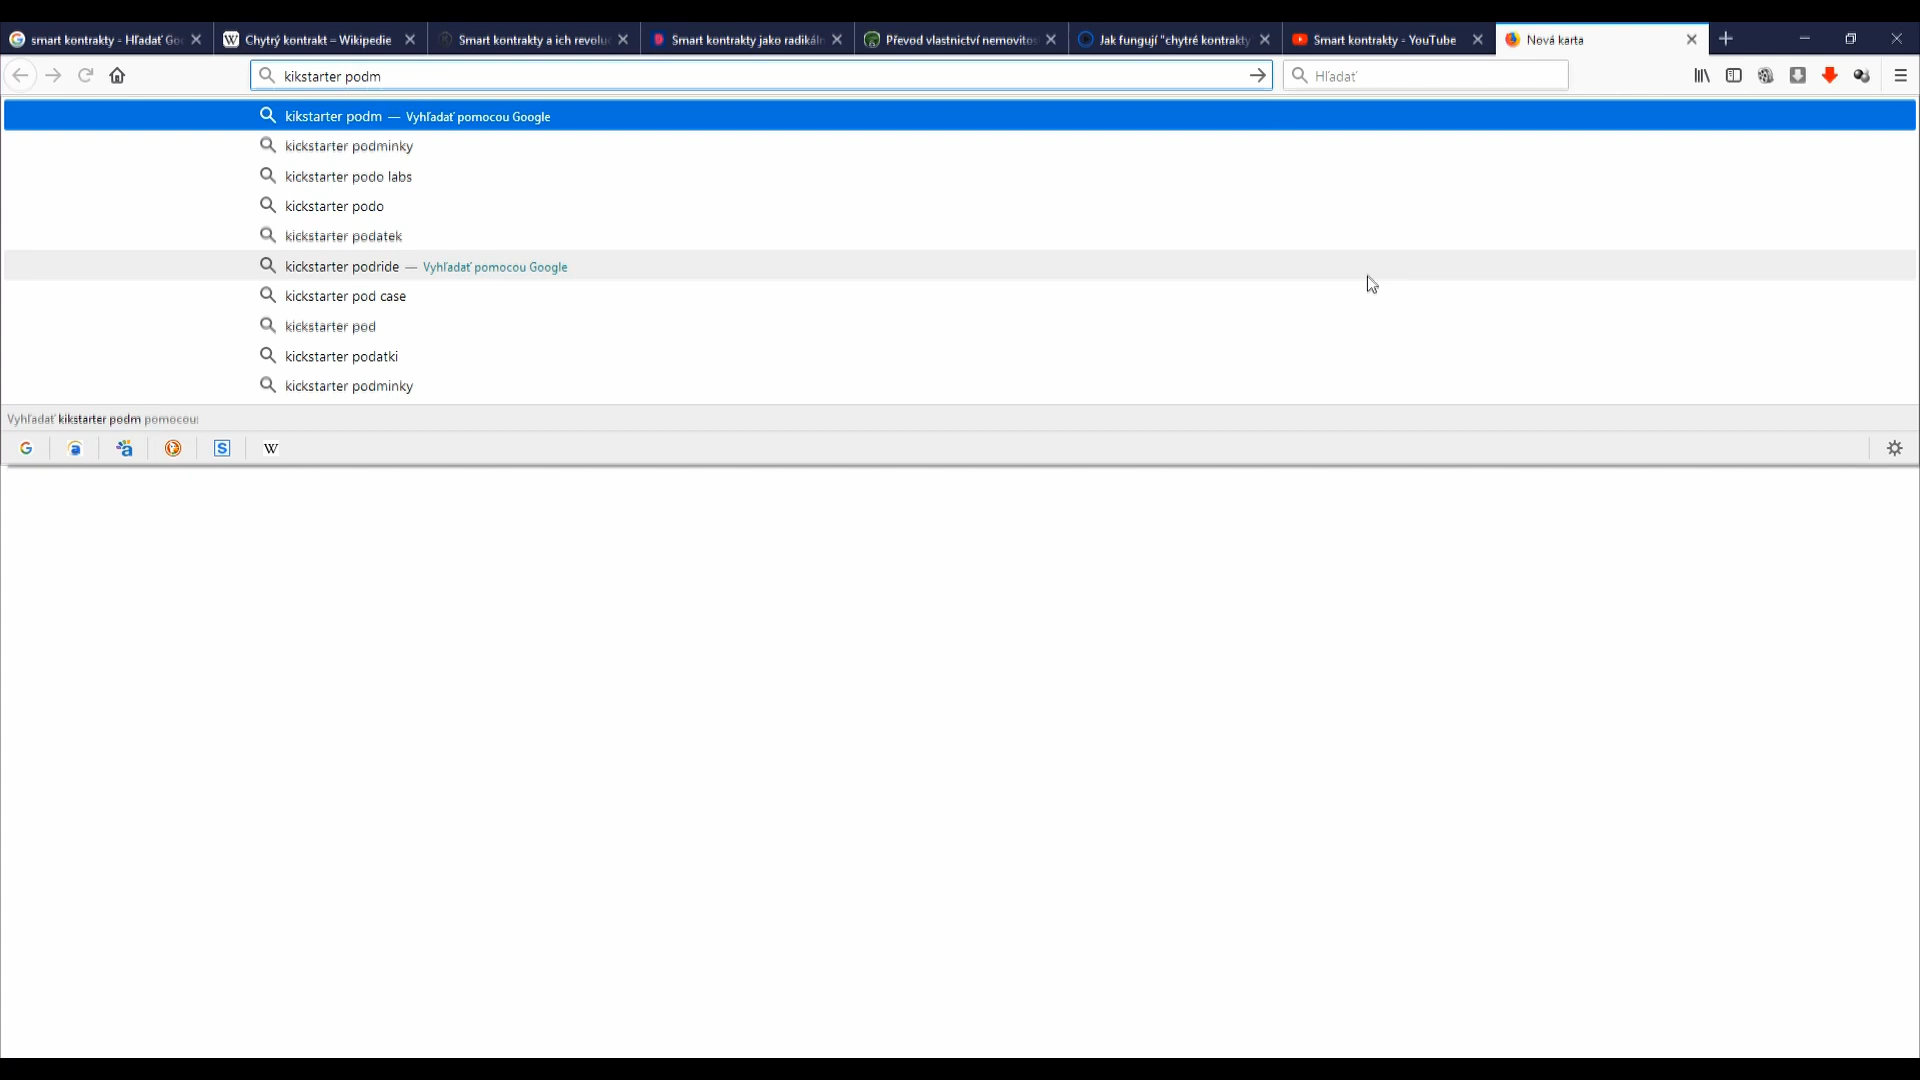 smart kontrakty - Hľadať Go
Chytrý kontrakt – Wikipedie
Smart kontrakty a ich revolu
Smart kontrakty jako radikáln
Převod vlastnictví nemovitos
Jak fungují "chytré kontrakty
Smart kontrakty - YouTube
Nová karta
kikstarter podm
Hľadať
kikstarter podm — Vyhľadať pomocou Google
kickstarter podminky
kickstarter podo labs
kickstarter podo
kickstarter podatek
kickstarter podride — Vyhľadať pomocou Google
kickstarter pod case
kickstarter pod
kickstarter podatki
kickstarter podminky
Vyhľadať kikstarter podm pomocou: